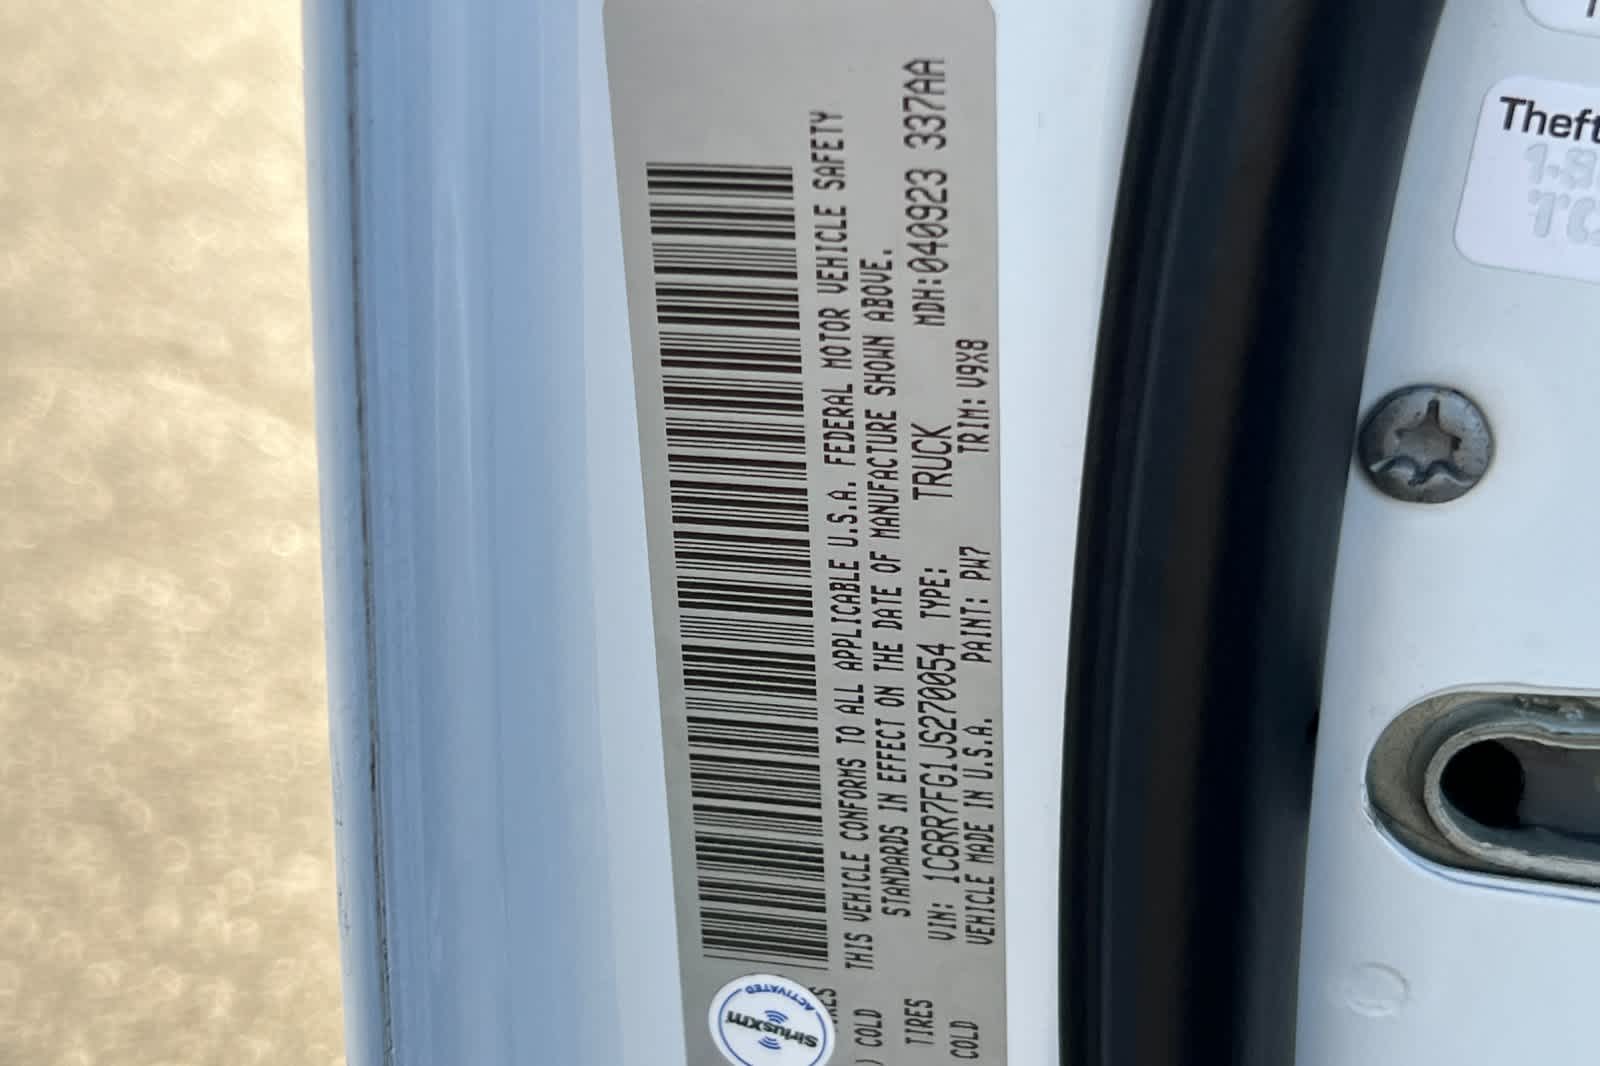 THIS VEHICLE CONFORMS TO ALL APPLICABLE U.S.A. FEDERAL MOTOR VEHICLE SAFETY
STANDARDS IN EFFECT ON THE DATE OF MANUFACTURE SHOWN ABOVE.
VIN: 1C6RR7FG1JS270054 TYPE: TRUCK MDH:040923 337AA
VEHICLE MADE IN U.S.A. PAINT: PW7 TRIM: V9X8
) COLD
TIRES
COLD
siriusxm
ACTIVATED
Theft